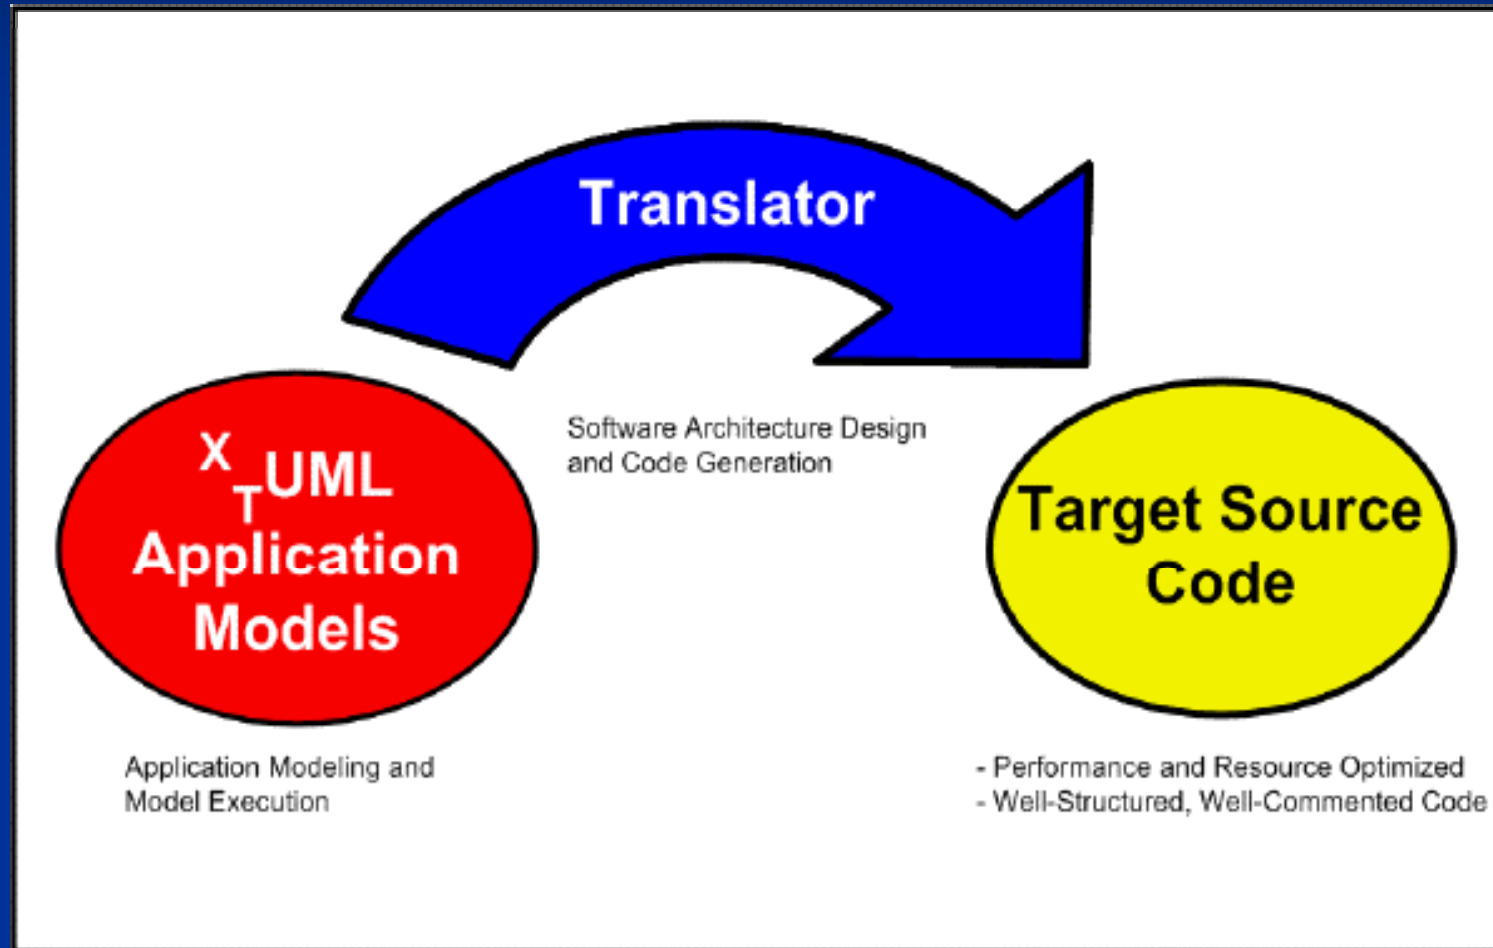 Translator
X
T UML
Application
Models
Software Architecture Design
and Code Generation
Target Source
Code
Application Modeling and
Model Execution
- Performance and Resource Optimized
- Well-Structured, Well-Commented Code